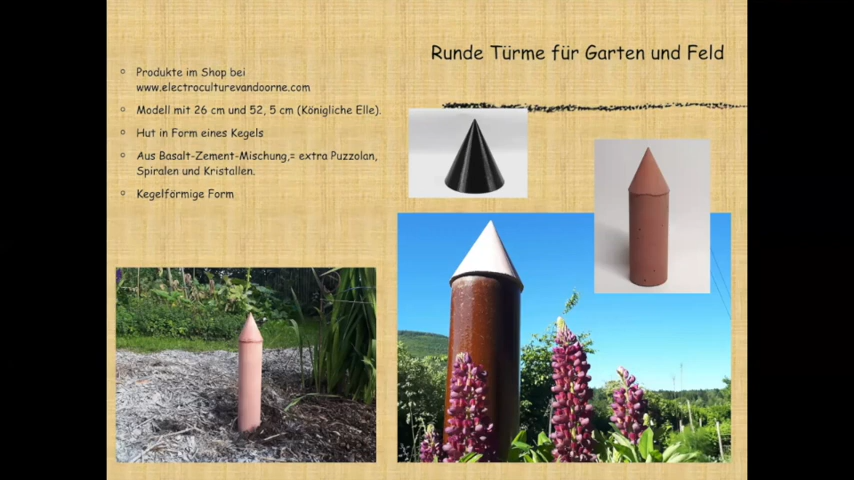 Runde Türme für Garten und Feld
Produkte im Shop bei
www.electroculturevandoorne.com
Modell mit 26 cm und 52, 5 cm (Königliche Elle).
Hut in Form eines Kegels
Aus Basalt-Zement-Mischung,= extra Puzzolan,
Spiralen und Kristallen.
Kegelförmige Form